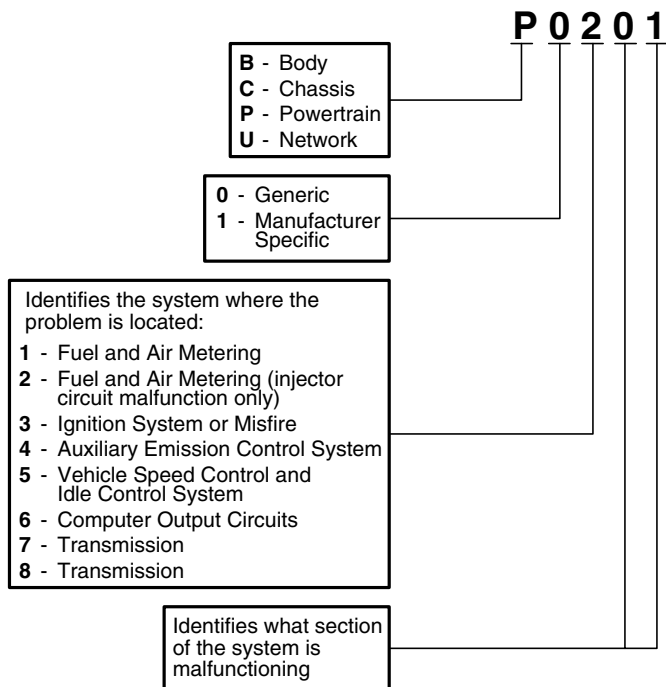 P 0 2 0 1
B - Body
C - Chassis
P - Powertrain
U - Network
0 - Generic
1 - Manufacturer
Specific
Identifies the system where the
problem is located:
1 - Fuel and Air Metering
2 - Fuel and Air Metering (injector
circuit malfunction only)
3 - Ignition System or Misfire
4 - Auxiliary Emission Control System
5 - Vehicle Speed Control and
Idle Control System
6 - Computer Output Circuits
7 - Transmission
8 - Transmission
Identifies what section
of the system is
malfunctioning